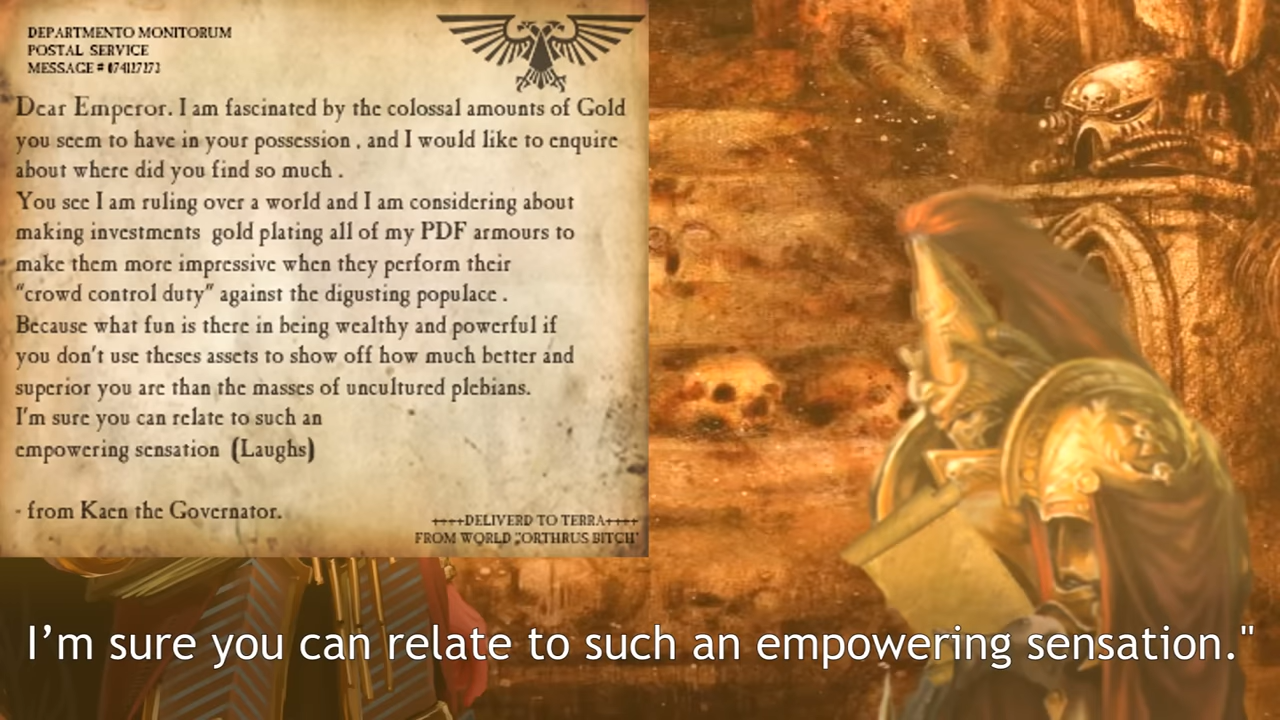 DEPARTMENTO MONITORUM
POSTAL SERVICE
MESSAGE #
Dear Emperor. I am fascinated by the colossal amounts of Gold
you seem to have in your possession , and I would like to enquire
about where did you find so much .
You see I am ruling over a world and I am considering about
making investments gold plating all of my PDF armours to
make them more impressive when they perform their
“crowd control duty” against the digusting populace .
Because what fun is there in being wealthy and powerful if
you don't use theses assets to show off how much better and
superior you are than the masses of uncultured plebians.
I'm sure you can relate to such an
empowering sensation (Laughs)
- from Kaen the Governator.
++++DELIVERD TO TERRA++++
FROM WORLD "ORTHRUS BITCH"
I’m sure you can relate to such an empowering sensation."